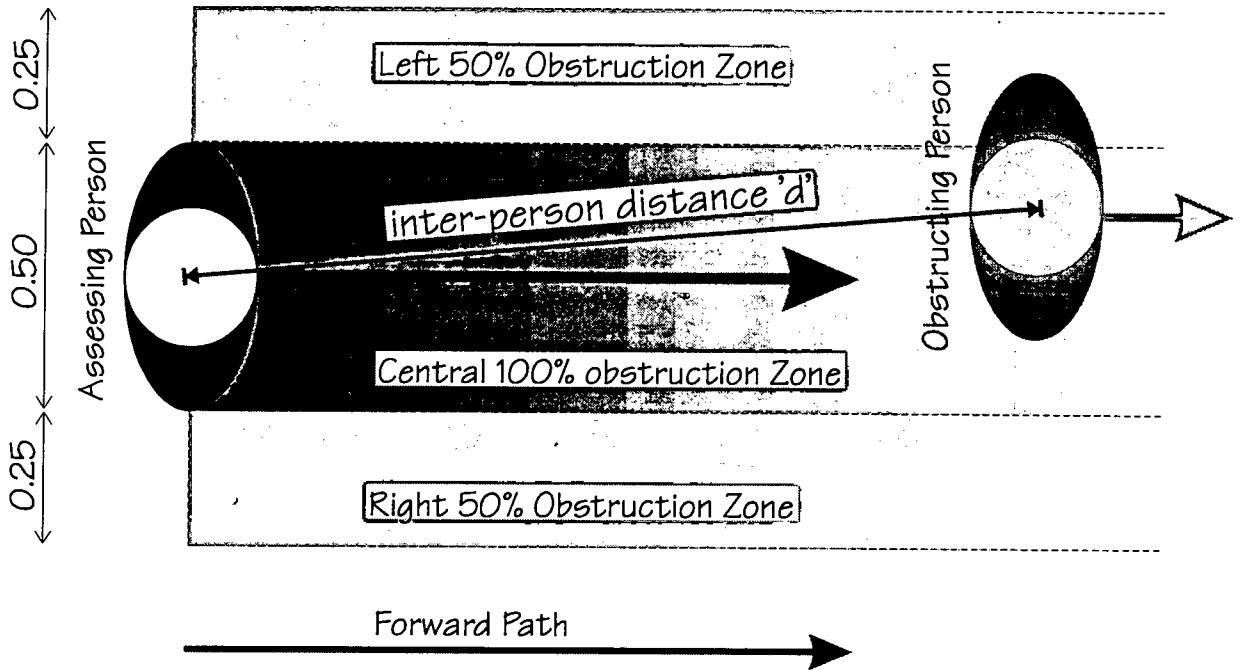 0.25
Left 50% Obstruction Zone
Assessing Person
0.50
inter-person distance 'd'
Obstructing Person
Central 100% obstruction Zone
0.25
Right 50% Obstruction Zone
Forward Path